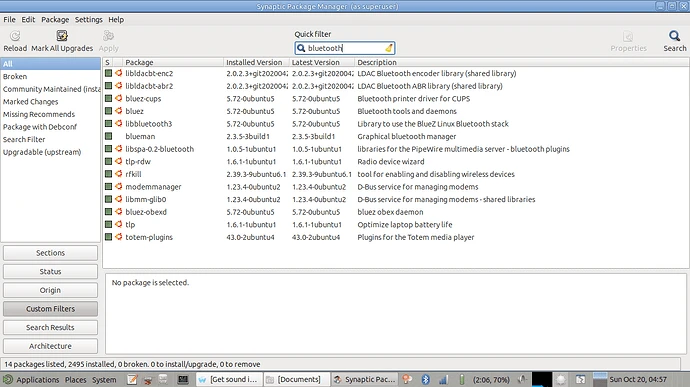 Synaptic Package Manager (as superuser)
File Edit Package Settings Help
Quick filter
bluetooth
Reload Mark All Upgrades Apply Properties Search
All
Broken
Community Maintained (insta
Marked Changes
Missing Recommends
Package with Debconf
Search Filter
Upgradable (upstream)
Sections
Status
Origin
Custom Filters
Search Results
Architecture
S Package Installed Version Latest Version Description
libldacbt-enc2 2.0.2.3+git2020042 2.0.2.3+git2020042 LDAC Bluetooth encoder library (shared library)
libldacbt-abr2 2.0.2.3+git2020042 2.0.2.3+git2020042 LDAC Bluetooth ABR library (shared library)
bluez-cups 5.72-0ubuntu5 5.72-0ubuntu5 Bluetooth printer driver for CUPS
bluez 5.72-0ubuntu5 5.72-0ubuntu5 Bluetooth tools and daemons
libbluetooth3 5.72-0ubuntu5 5.72-0ubuntu5 Library to use the BlueZ Linux Bluetooth stack
blueman 2.3.5-3build1 2.3.5-3build1 Graphical bluetooth manager
libspa-0.2-bluetooth 1.0.5-1ubuntu1 1.0.5-1ubuntu1 libraries for the PipeWire multimedia server - bluetooth plugins
tlp-rdw 1.6.1-1ubuntu1 1.6.1-1ubuntu1 Radio device wizard
rfkill 2.39.3-9ubuntu6.1 2.39.3-9ubuntu6.1 tool for enabling and disabling wireless devices
modemmanager 1.23.4-0ubuntu2 1.23.4-0ubuntu2 D-Bus service for managing modems
libmm-glib0 1.23.4-0ubuntu2 1.23.4-0ubuntu2 D-Bus service for managing modems - shared libraries
bluez-obexd 5.72-0ubuntu5 5.72-0ubuntu5 bluez obex daemon
tlp 1.6.1-1ubuntu1 1.6.1-1ubuntu1 Optimize laptop battery life
totem-plugins 43.0-2ubuntu4 43.0-2ubuntu4 Plugins for the Totem media player
No package is selected.
14 packages listed, 2495 installed, 0 broken. 0 to install/upgrade, 0 to remove
Applications Places System [Get sound i... [Documents] Synaptic Pac... (2:06, 70%) Sun Oct 20, 04:57